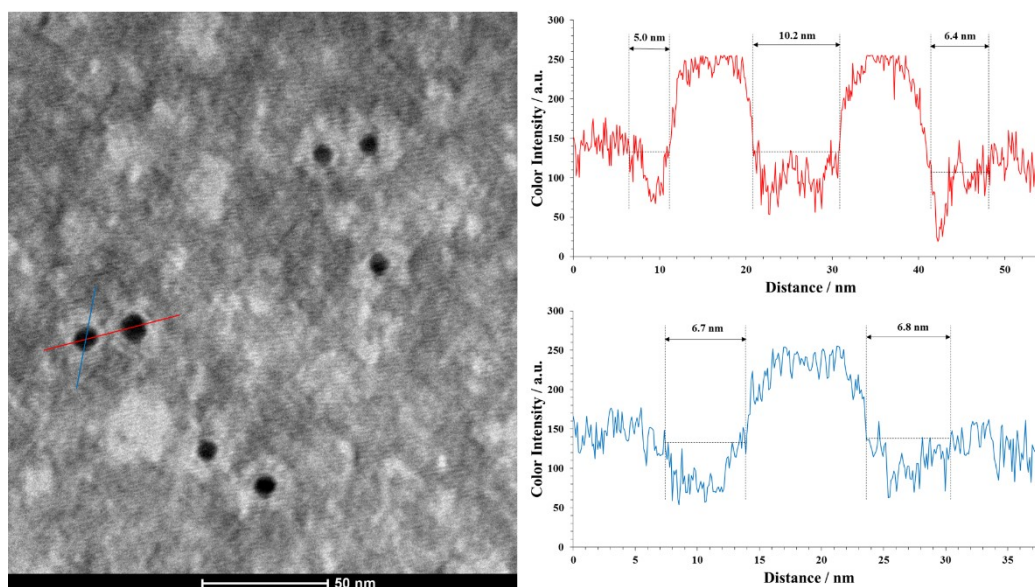 50 nm
300
250
200
150
100
50
0
Color Intensity / a.u.
5.0 nm
10.2 nm
6.4 nm
0 10 20 30 40 50
Distance / nm
300
250
200
150
100
50
0
Color Intensity / a.u.
6.7 nm
6.8 nm
0 5 10 15 20 25 30 35
Distance / nm